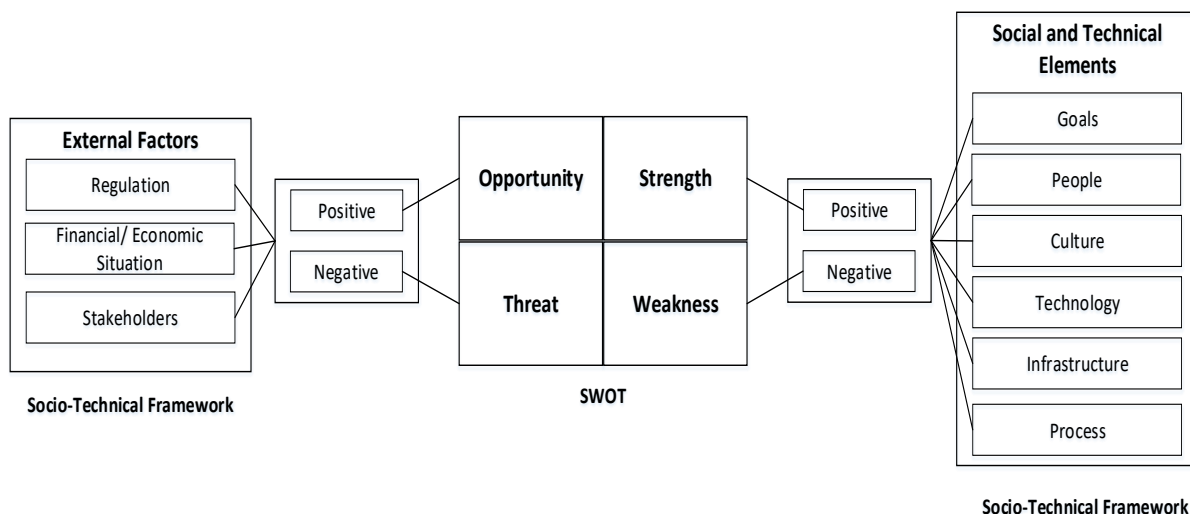 External Factors
Regulation
Financial/ Economic
Situation
Stakeholders
Socio-Technical Framework
Positive
Negative
Opportunity
Strength
Threat
Weakness
SWOT
Positive
Negative
Social and Technical
Elements
Goals
People
Culture
Technology
Infrastructure
Process
Socio-Technical Framework